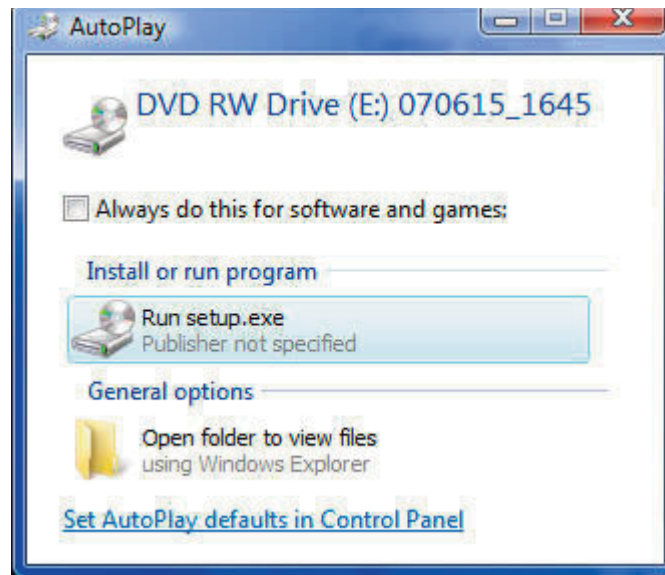 AutoPlay
DVD RW Drive (E:) 070615_1645
Always do this for software and games:
Install or run program
Run setup.exe
Publisher not specified
General options
Open folder to view files
using Windows Explorer
Set AutoPlay defaults in Control Panel